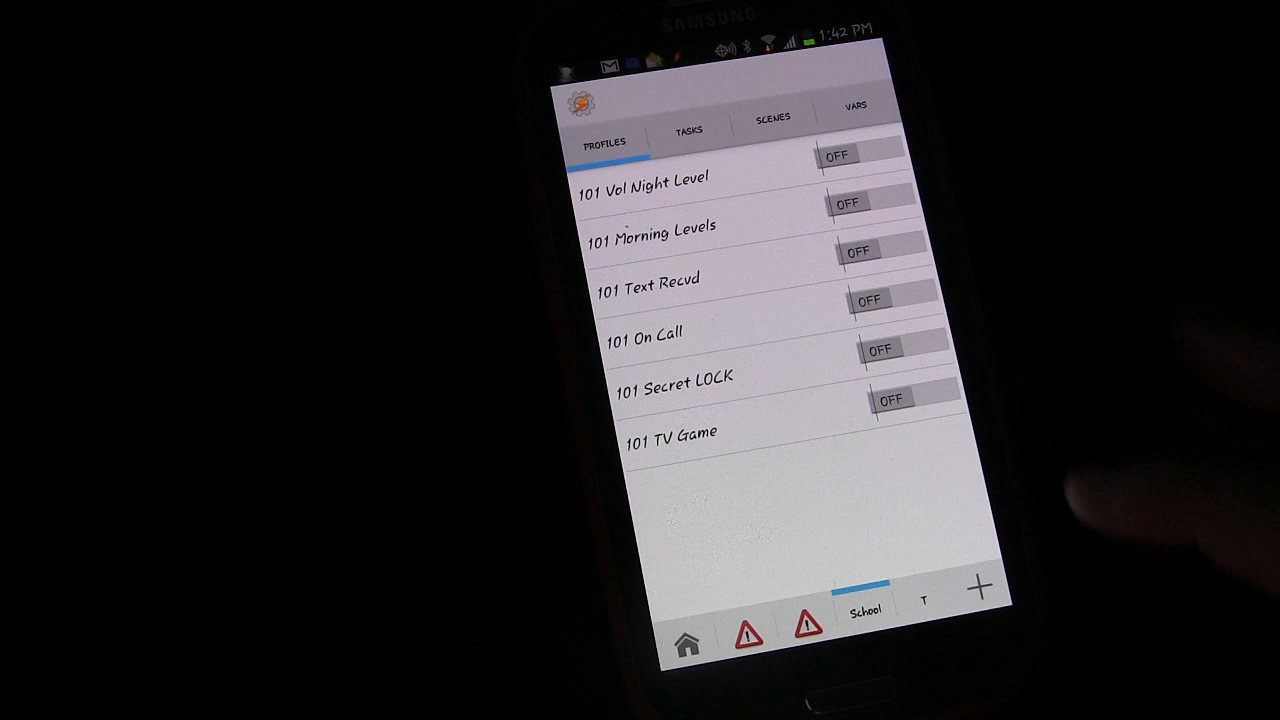 SAMSUNG
1:42 PM
PROFILES TASKS SCENES VARS
101 Vol Night Level OFF
101 Morning Levels OFF
101 Text Recvd OFF
101 On Call OFF
101 Secret LOCK OFF
101 TV Game OFF
School T